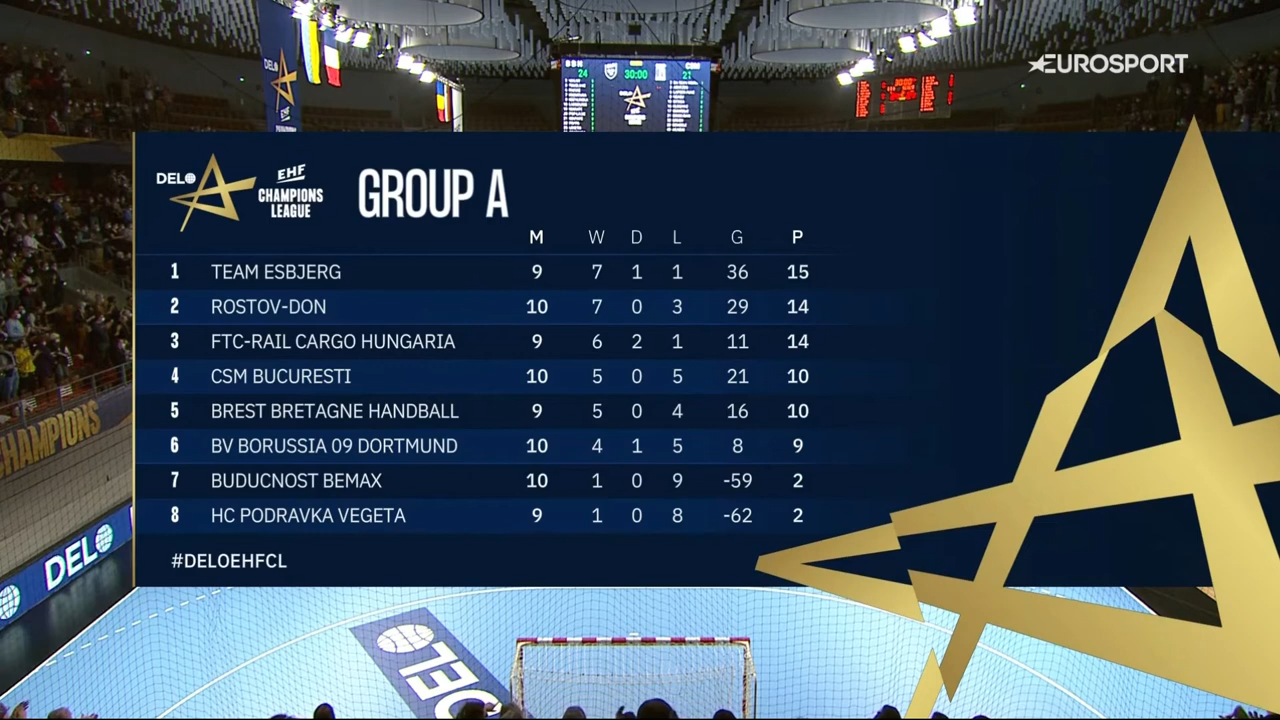 EUROSPORT
24 30:00 21
DELO
EHF
CHAMPIONS
LEAGUE
GROUP A
M W D L G P
1 TEAM ESBJERG 9 7 1 1 36 15
2 ROSTOV-DON 10 7 0 3 29 14
3 FTC-RAIL CARGO HUNGARIA 9 6 2 1 11 14
4 CSM BUCURESTI 10 5 0 5 21 10
5 BREST BRETAGNE HANDBALL 9 5 0 4 16 10
6 BV BORUSSIA 09 DORTMUND 10 4 1 5 8 9
7 BUDUCNOST BEMAX 10 1 0 9 -59 2
8 HC PODRAVKA VEGETA 9 1 0 8 -62 2
#DELOEHFCL
CHAMPIONS
DELO
DELO